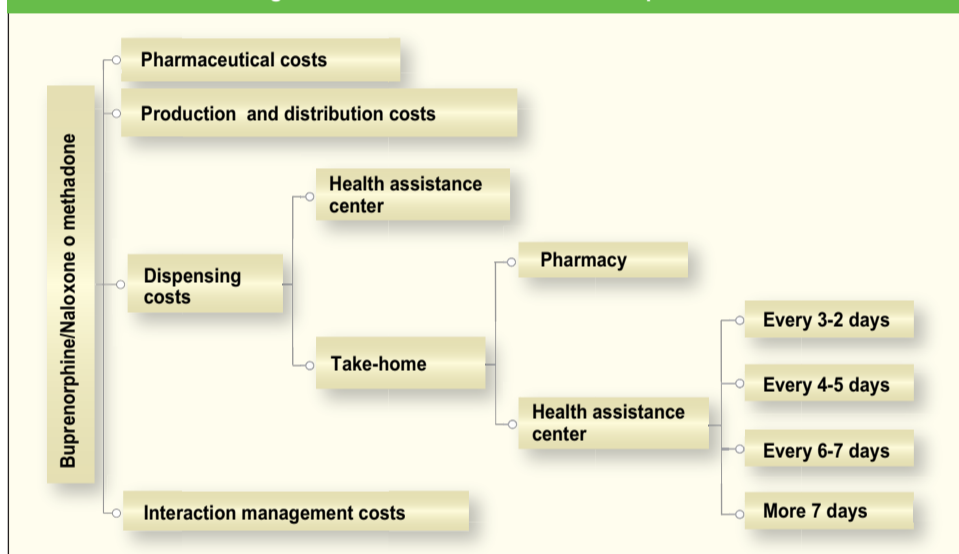 Buprenorphine/Naloxone o methadone
Pharmaceutical costs
Production and distribution costs
Dispensing
costs
Health assistance
center
Take-home
Pharmacy
Health assistance
center
Every 3-2 days
Every 4-5 days
Every 6-7 days
More 7 days
Interaction management costs